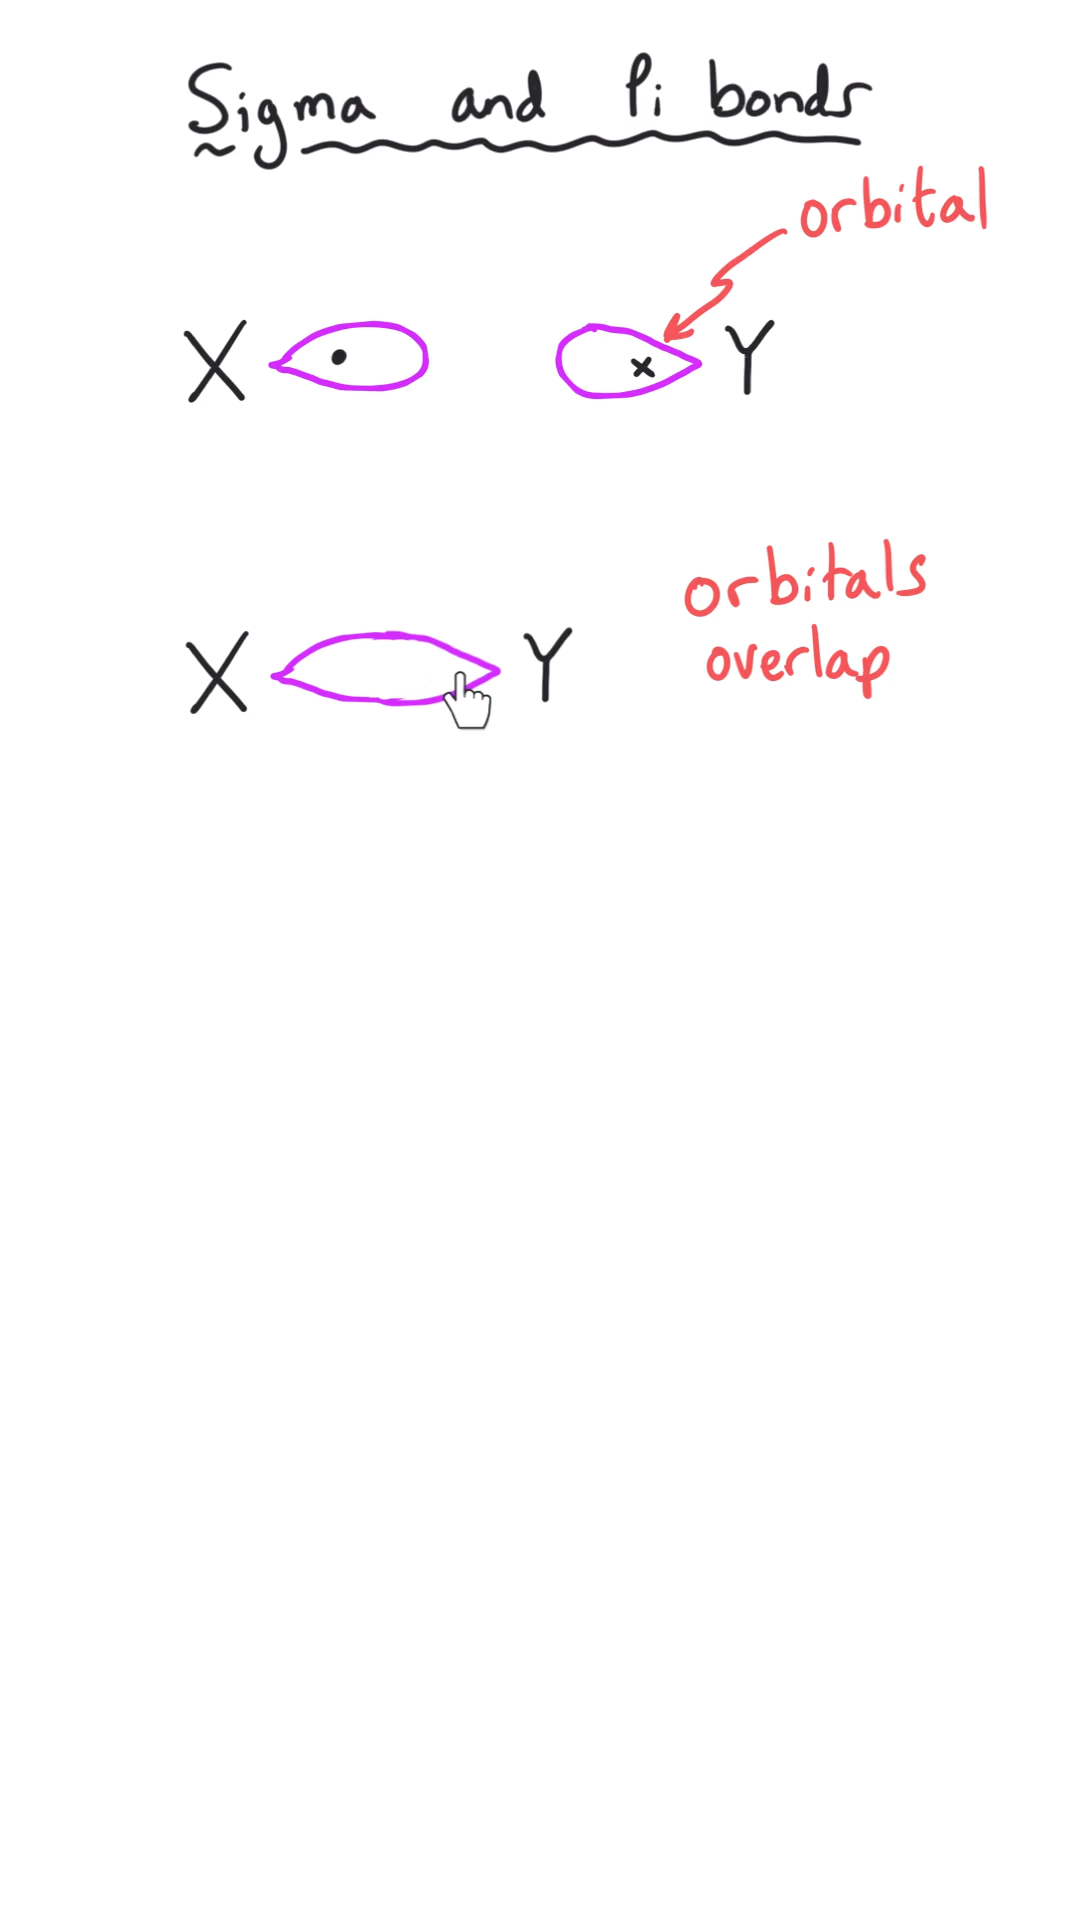 Sigma and Pi bonds
orbital
X • x Y
X Y
orbitals
overlap